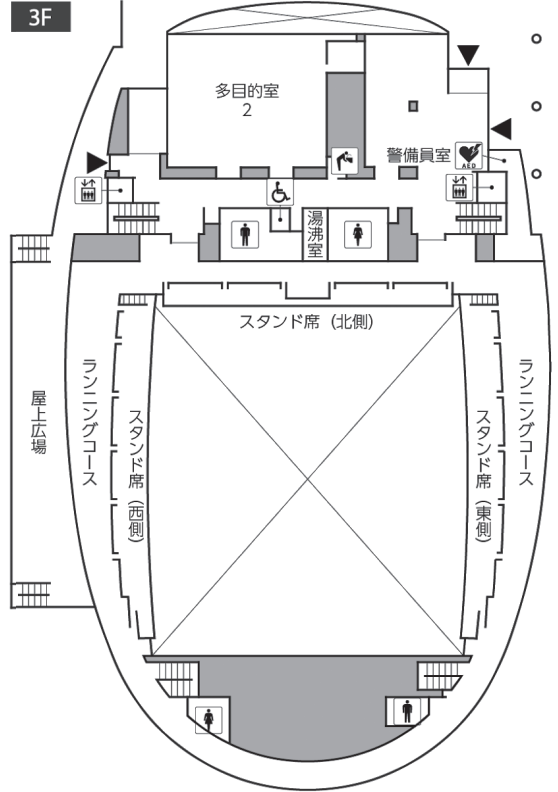 3F
多目的室
2
警備員室
AED
湯沸室
スタンド席（北側）
ランニングコース
ランニングコース
屋上広場
スタンド席（西側）
スタンド席（東側）